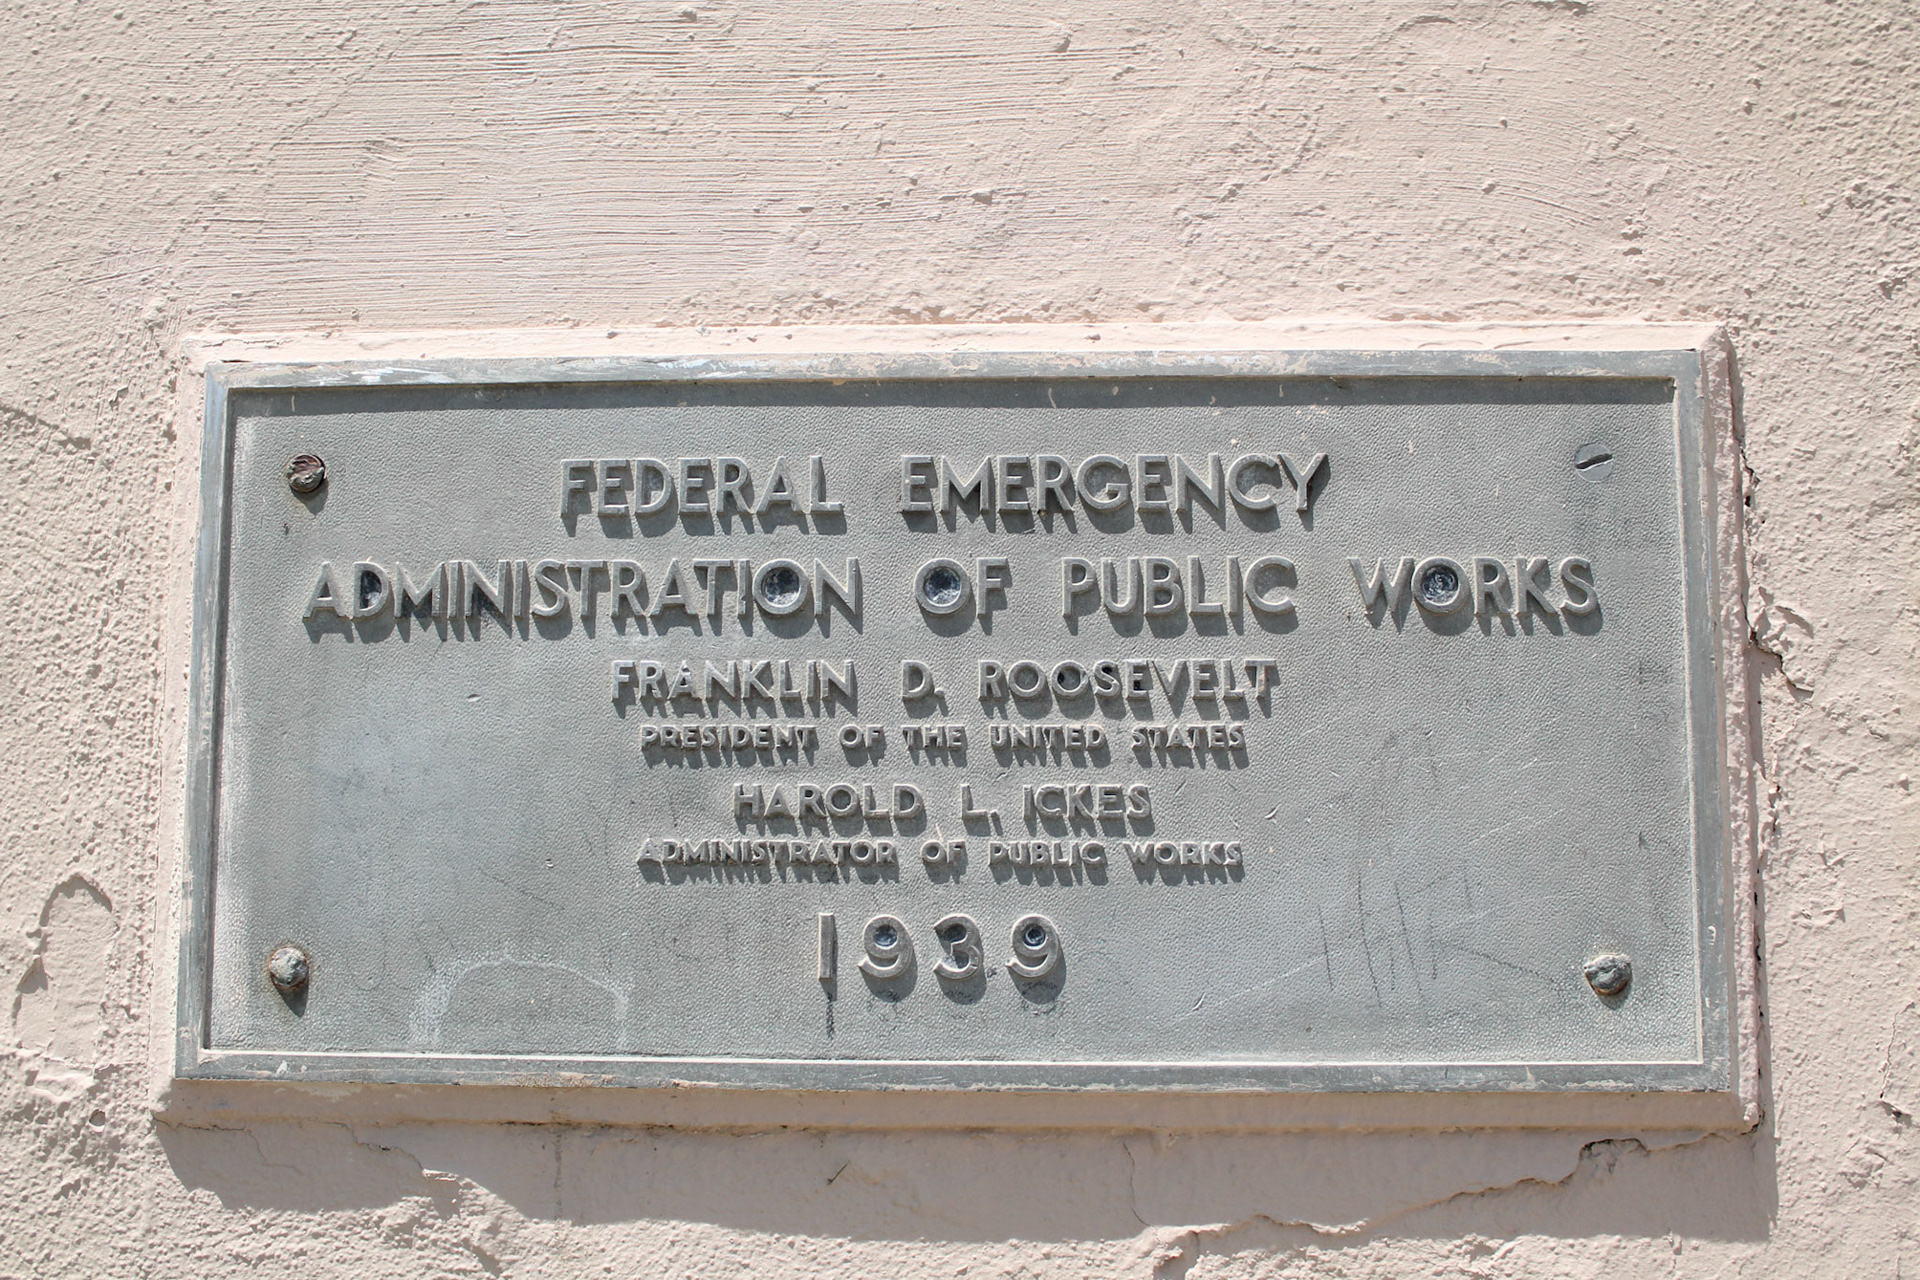 FEDERAL EMERGENCY
ADMINISTRATION OF PUBLIC WORKS
FRANKLIN D. ROOSEVELT
PRESIDENT OF THE UNITED STATES
HAROLD L. ICKES
ADMINISTRATOR OF PUBLIC WORKS
1939